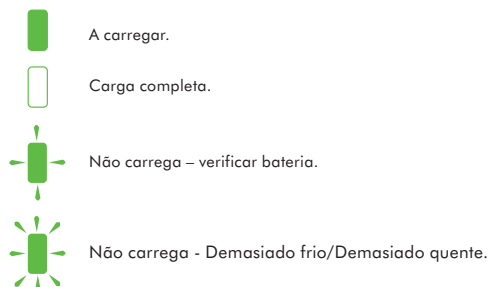 A carregar.
Carga completa.
Não carrega – verificar bateria.
Não carrega - Demasiado frio/Demasiado quente.